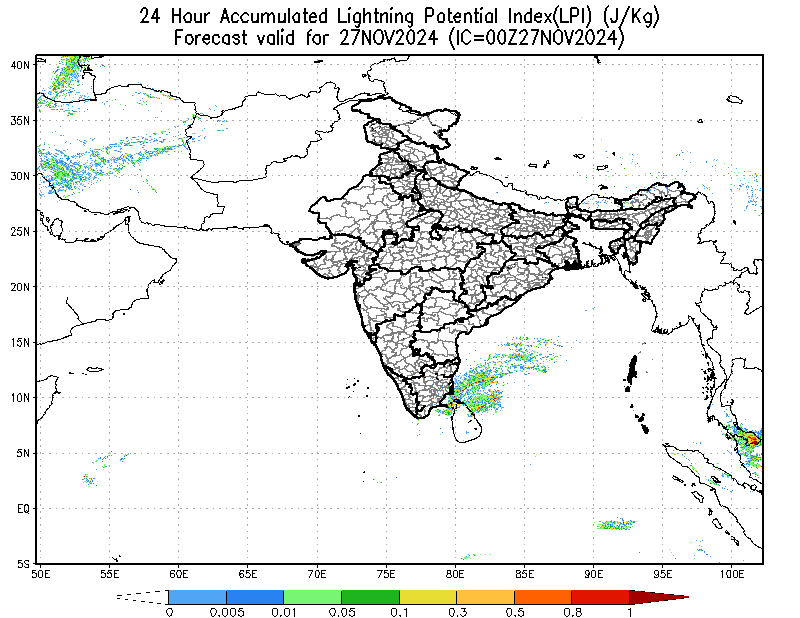 24 Hour Accumulated Lightning Potential Index(LPI) (J/Kg)
Forecast valid for 27NOV2024 (IC=00Z27NOV2024)
40N
35N
30N
25N
20N
15N
10N
5N
EQ
5S
50E 55E 60E 65E 70E 75E 80E 85E 90E 95E 100E
0 0.005 0.01 0.05 0.1 0.3 0.5 0.8 1